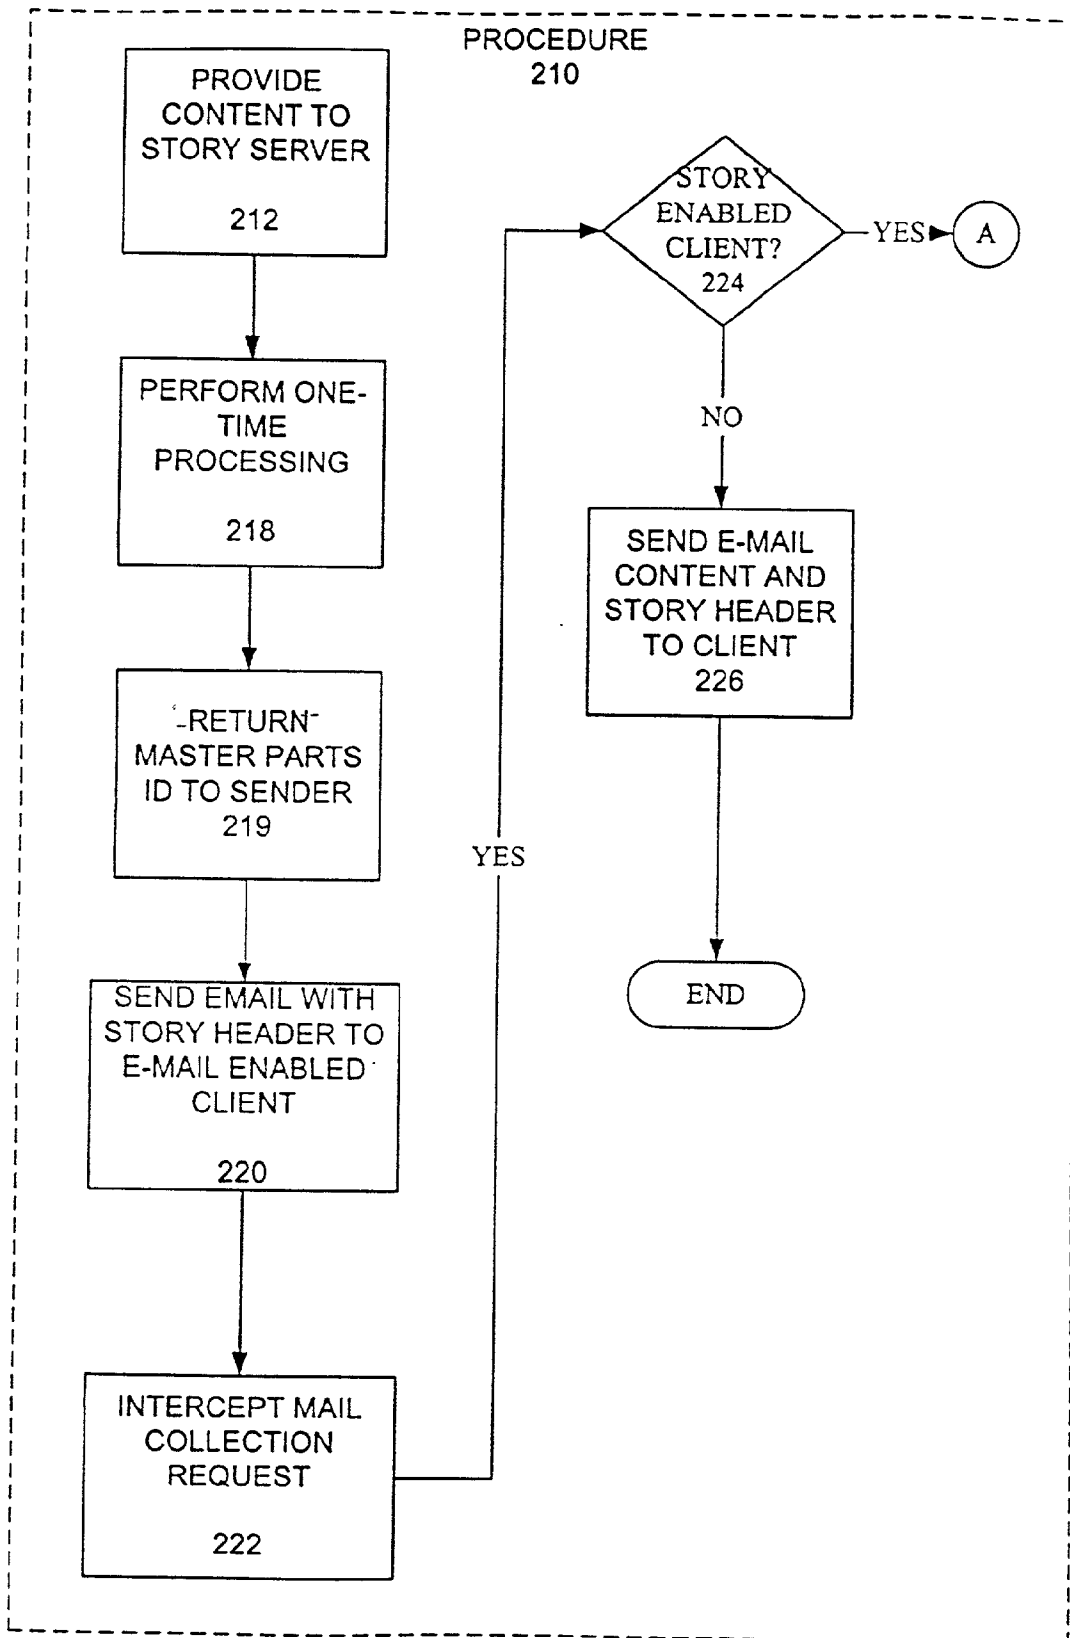 PROCEDURE
210
PROVIDE
CONTENT TO
STORY SERVER
212
PERFORM ONE-
TIME
PROCESSING
218
RETURN
MASTER PARTS
ID TO SENDER
219
SEND EMAIL WITH
STORY HEADER TO
E-MAIL ENABLED
CLIENT
220
INTERCEPT MAIL
COLLECTION
REQUEST
222
YES
STORY
ENABLED
CLIENT?
224
YES
A
NO
SEND E-MAIL
CONTENT AND
STORY HEADER
TO CLIENT
226
END